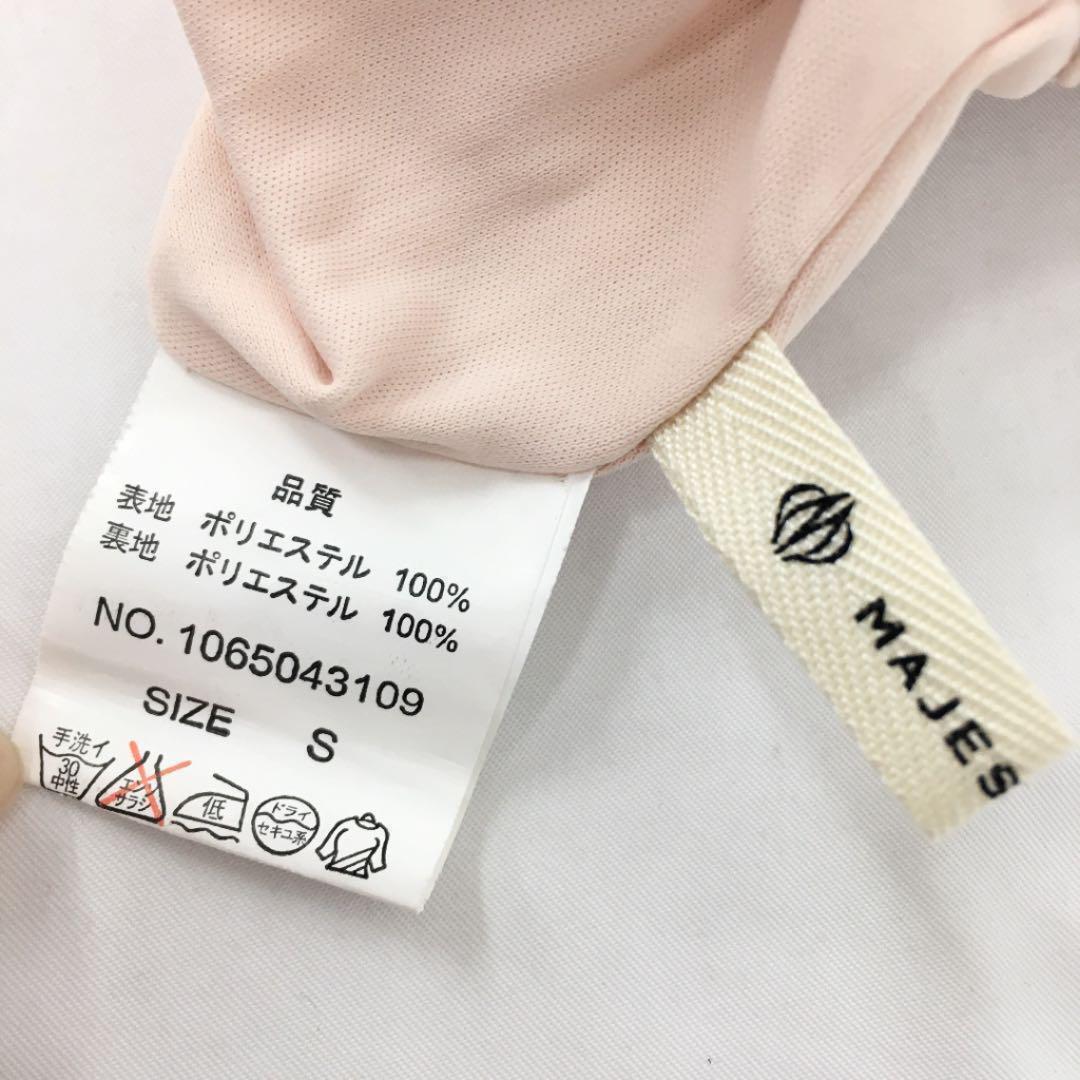 品質
表地 ポリエステル 100%
裏地 ポリエステル 100%
NO. 1065043109
SIZE S
手洗イ
30
中性
エンソ
サラシ
低
ドライ
セキユ系
MAJES